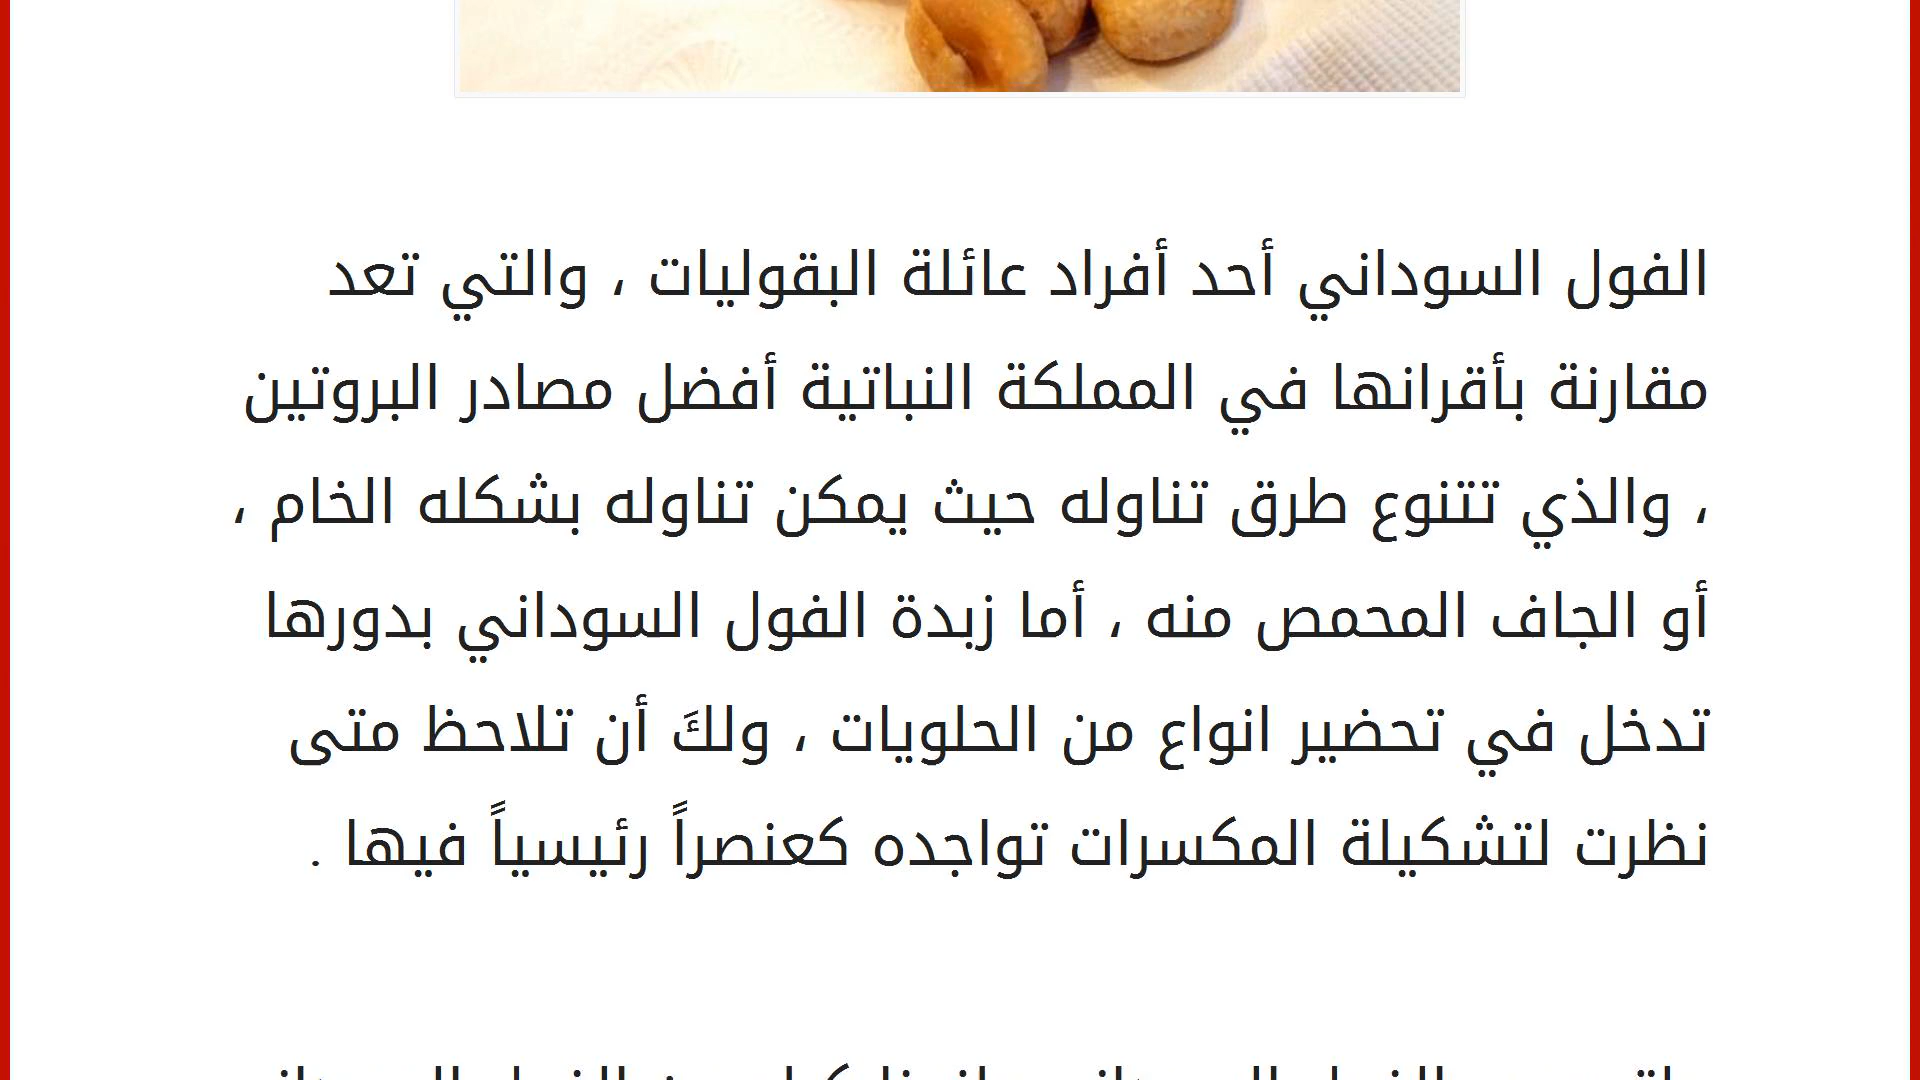 الفول السوداني أحد أفراد عائلة البقوليات ، والتي تعد
مقارنة بأقرانها في المملكة النباتية أفضل مصادر البروتين
، والذي تتنوع طرق تناوله حيث يمكن تناوله بشكله الخام ،
أو الجاف المحمص منه ، أما زبدة الفول السوداني بدورها
تدخل في تحضير انواع من الحلويات ، ولكَ أن تلاحظ متى
نظرت لتشكيلة المكسرات تواجده كعنصراً رئيسياً فيها .